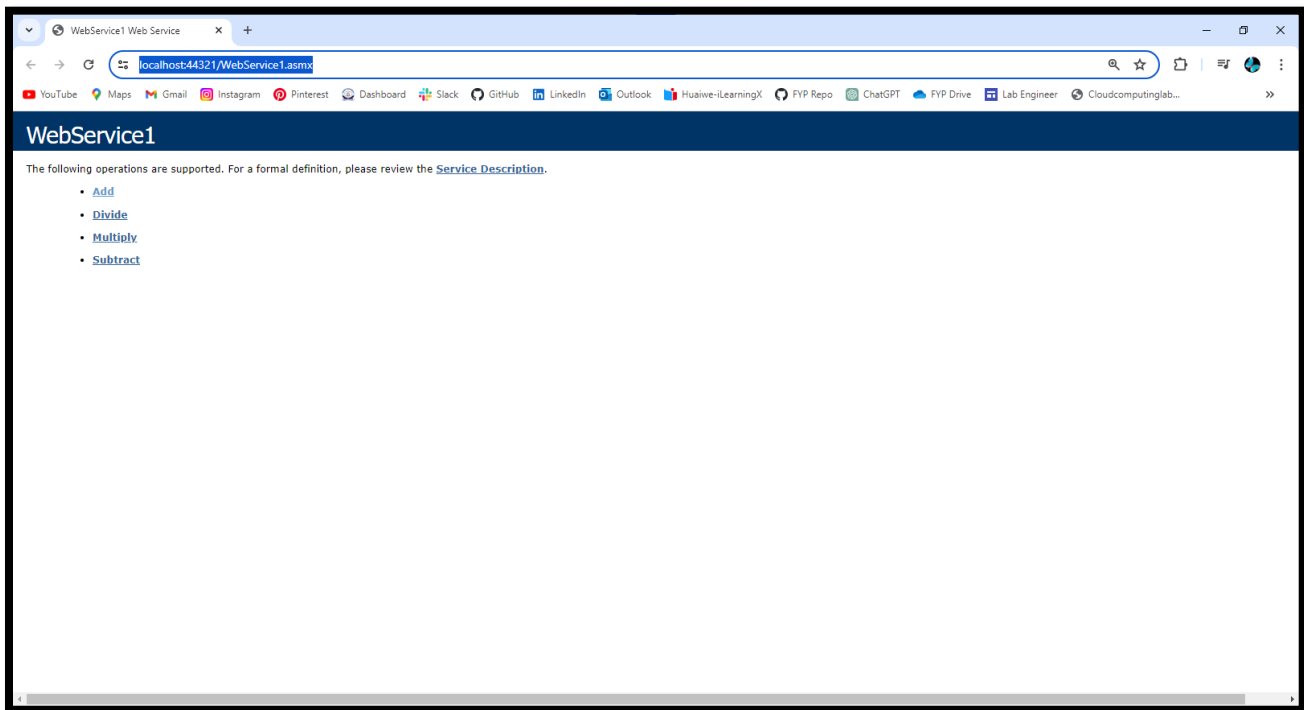 WebService1 Web Service
localhost:44321/WebService1.asmx
YouTube Maps Gmail Instagram Pinterest Dashboard Slack GitHub LinkedIn Outlook Huaiwe-iLearningX FYP Repo ChatGPT FYP Drive Lab Engineer Cloudcomputinglab...
WebService1
The following operations are supported. For a formal definition, please review the Service Description.
Add
Divide
Multiply
Subtract